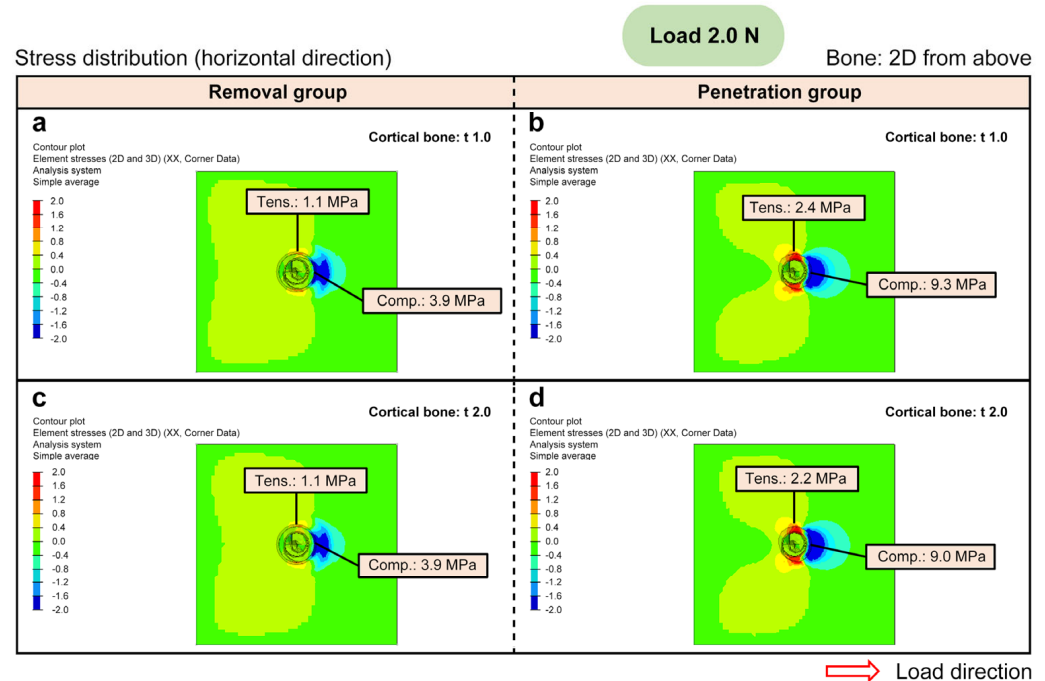 Load 2.0 N
Stress distribution (horizontal direction)
Bone: 2D from above
Removal group
Penetration group
a
Cortical bone: t 1.0
Contour plot
Element stresses (2D and 3D) (XX, Corner Data)
Analysis system
Simple average
2.0
1.6
1.2
0.8
0.4
0.0
-0.4
-0.8
-1.2
-1.6
-2.0
Tens.: 1.1 MPa
Comp.: 3.9 MPa
b
Cortical bone: t 1.0
Contour plot
Element stresses (2D and 3D) (XX, Corner Data)
Analysis system
Simple average
2.0
1.6
1.2
0.8
0.4
0.0
-0.4
-0.8
-1.2
-1.6
-2.0
Tens.: 2.4 MPa
Comp.: 9.3 MPa
c
Cortical bone: t 2.0
Contour plot
Element stresses (2D and 3D) (XX, Corner Data)
Analysis system
Simple average
2.0
1.6
1.2
0.8
0.4
0.0
-0.4
-0.8
-1.2
-1.6
-2.0
Tens.: 1.1 MPa
Comp.: 3.9 MPa
d
Cortical bone: t 2.0
Contour plot
Element stresses (2D and 3D) (XX, Corner Data)
Analysis system
Simple average
2.0
1.6
1.2
0.8
0.4
0.0
-0.4
-0.8
-1.2
-1.6
-2.0
Tens.: 2.2 MPa
Comp.: 9.0 MPa
Load direction